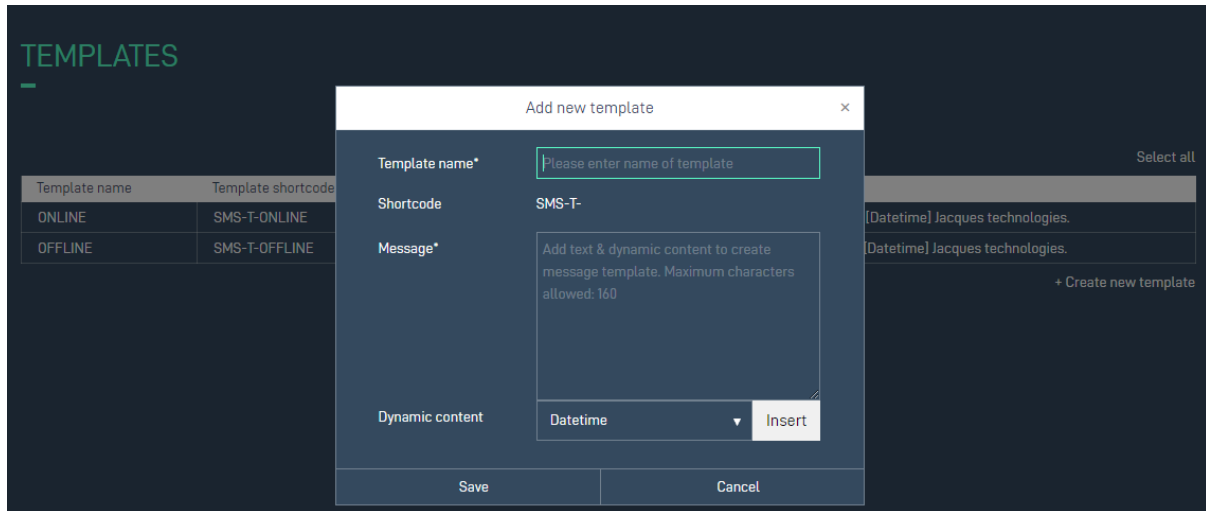 TEMPLATES
Add new template ×
Template name* Please enter name of template
Select all
Template name Template shortcode
Shortcode SMS-T-
ONLINE SMS-T-ONLINE [Datetime] Jacques technologies.
OFFLINE SMS-T-OFFLINE [Datetime] Jacques technologies.
Message* Add text & dynamic content to create
message template. Maximum characters
allowed: 160
+ Create new template
Dynamic content Datetime ▼ Insert
Save Cancel